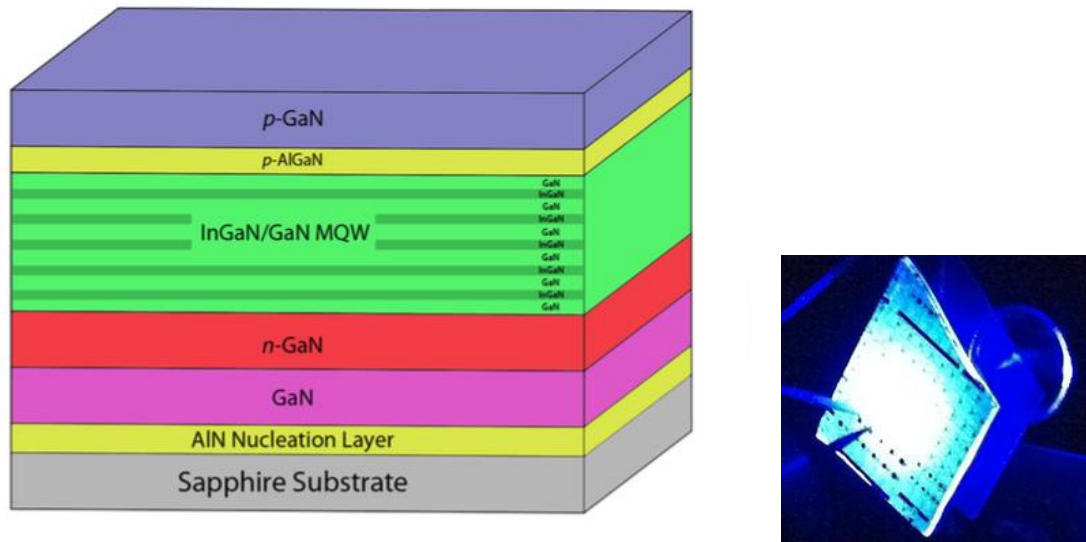 p-GaN
p-AlGaN
GaN
InGaN
GaN
InGaN
InGaN/GaN MQW
GaN
InGaN
GaN
InGaN
GaN
InGaN
GaN
n-GaN
GaN
AlN Nucleation Layer
Sapphire Substrate